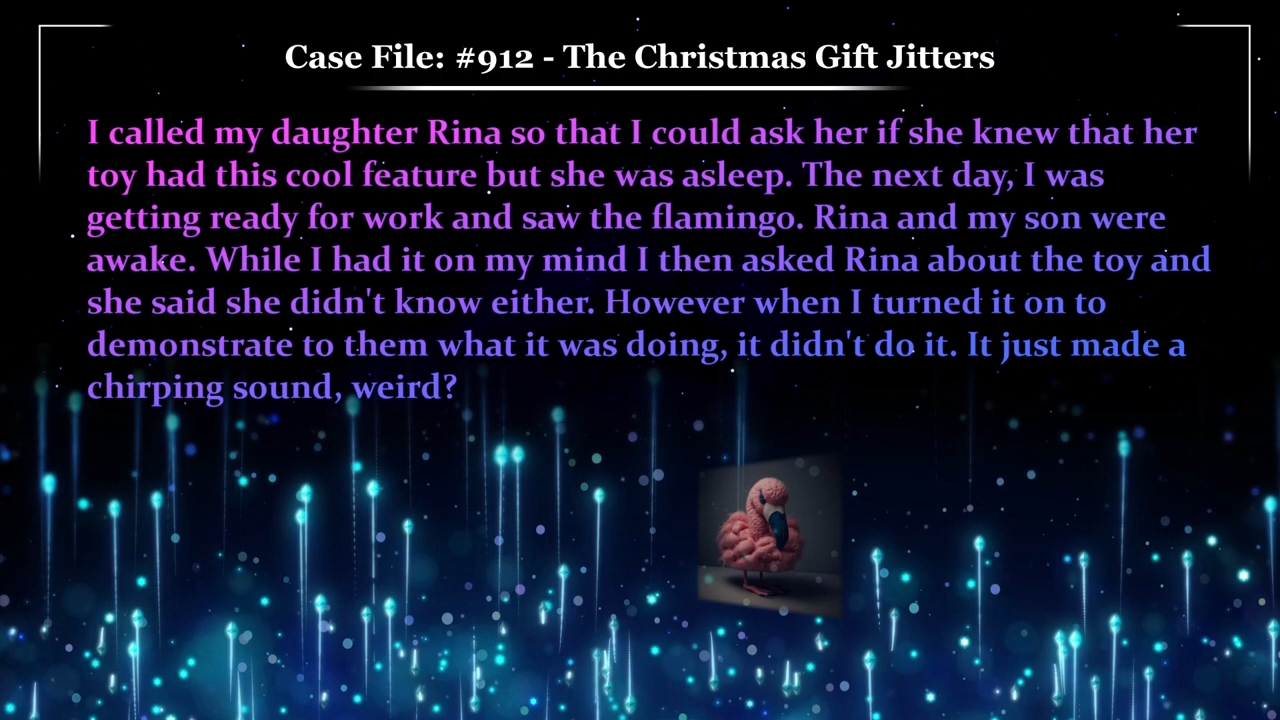 Case File: #912 - The Christmas Gift Jitters
I called my daughter Rina so that I could ask her if she knew that her
toy had this cool feature but she was asleep. The next day, I was
getting ready for work and saw the flamingo. Rina and my son were
awake. While I had it on my mind I then asked Rina about the toy and
she said she didn't know either. However when I turned it on to
demonstrate to them what it was doing, it didn't do it. It just made a
chirping sound, weird?